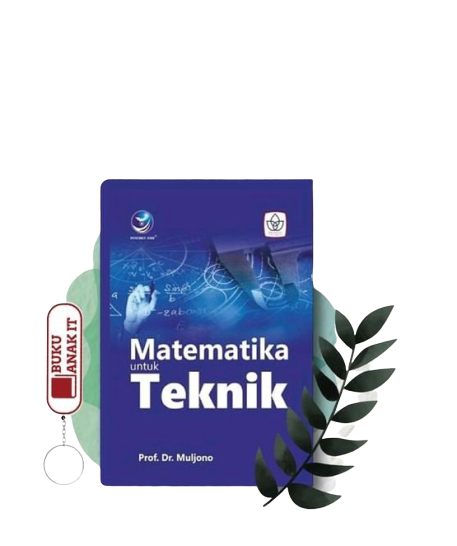 Matematika
untuk
Teknik
Prof. Dr. Muljono
BUKU
ANAK IT